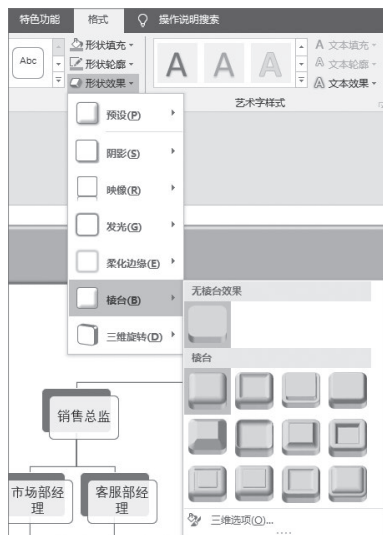 特色功能 格式 操作说明搜索
Abc 形状填充 A A A A 文本填充
形状轮廓 A 文本轮廓
形状效果 A 文本效果
艺术字样式
预设(P)
阴影(S)
映像(R)
发光(G)
柔化边缘(E)
棱台(B)
三维旋转(D)
无棱台效果
棱台
三维选项(O)...
销售总监
市场部经理
客服部经理